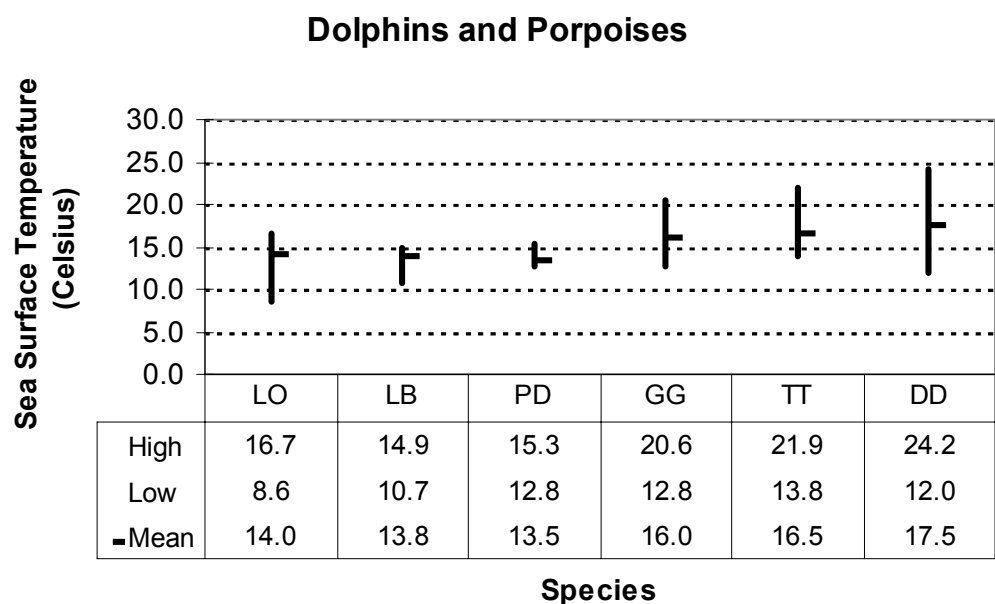 Dolphins and Porpoises
Sea Surface Temperature
(Celsius)
30.0
25.0
20.0
15.0
10.0
5.0
0.0
LO LB PD GG TT DD
High 16.7 14.9 15.3 20.6 21.9 24.2
Low 8.6 10.7 12.8 12.8 13.8 12.0
Mean 14.0 13.8 13.5 16.0 16.5 17.5
Species